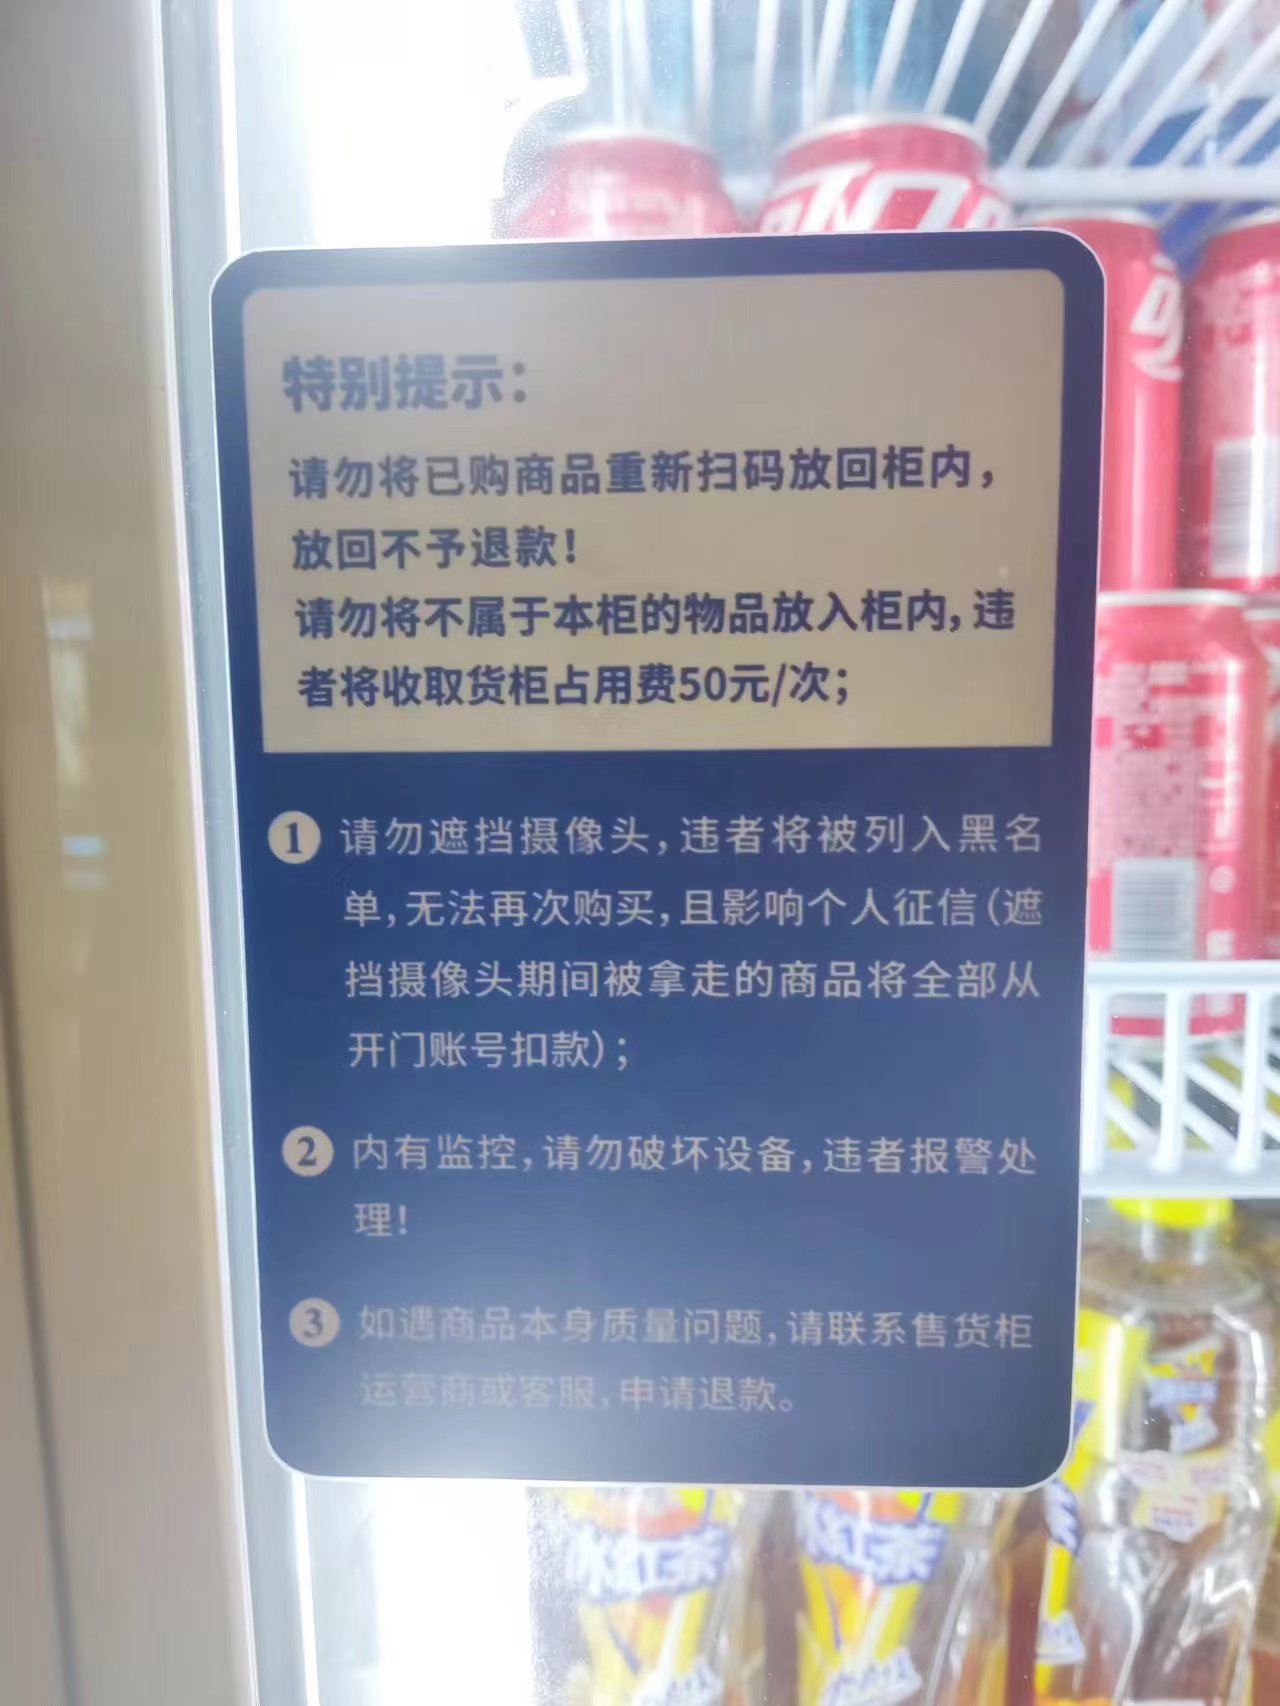 特别提示：
请勿将已购商品重新扫码放回柜内，
放回不予退款！
请勿将不属于本柜的物品放入柜内，违
者将收取货柜占用费50元/次；
1 请勿遮挡摄像头，违者将被列入黑名
单，无法再次购买，且影响个人征信（遮
挡摄像头期间被拿走的商品将全部从
开门账号扣款）；
2 内有监控，请勿破坏设备，违者报警处
理！
3 如遇商品本身质量问题，请联系售货柜
运营商或客服，申请退款。
冰红茶
冰红茶